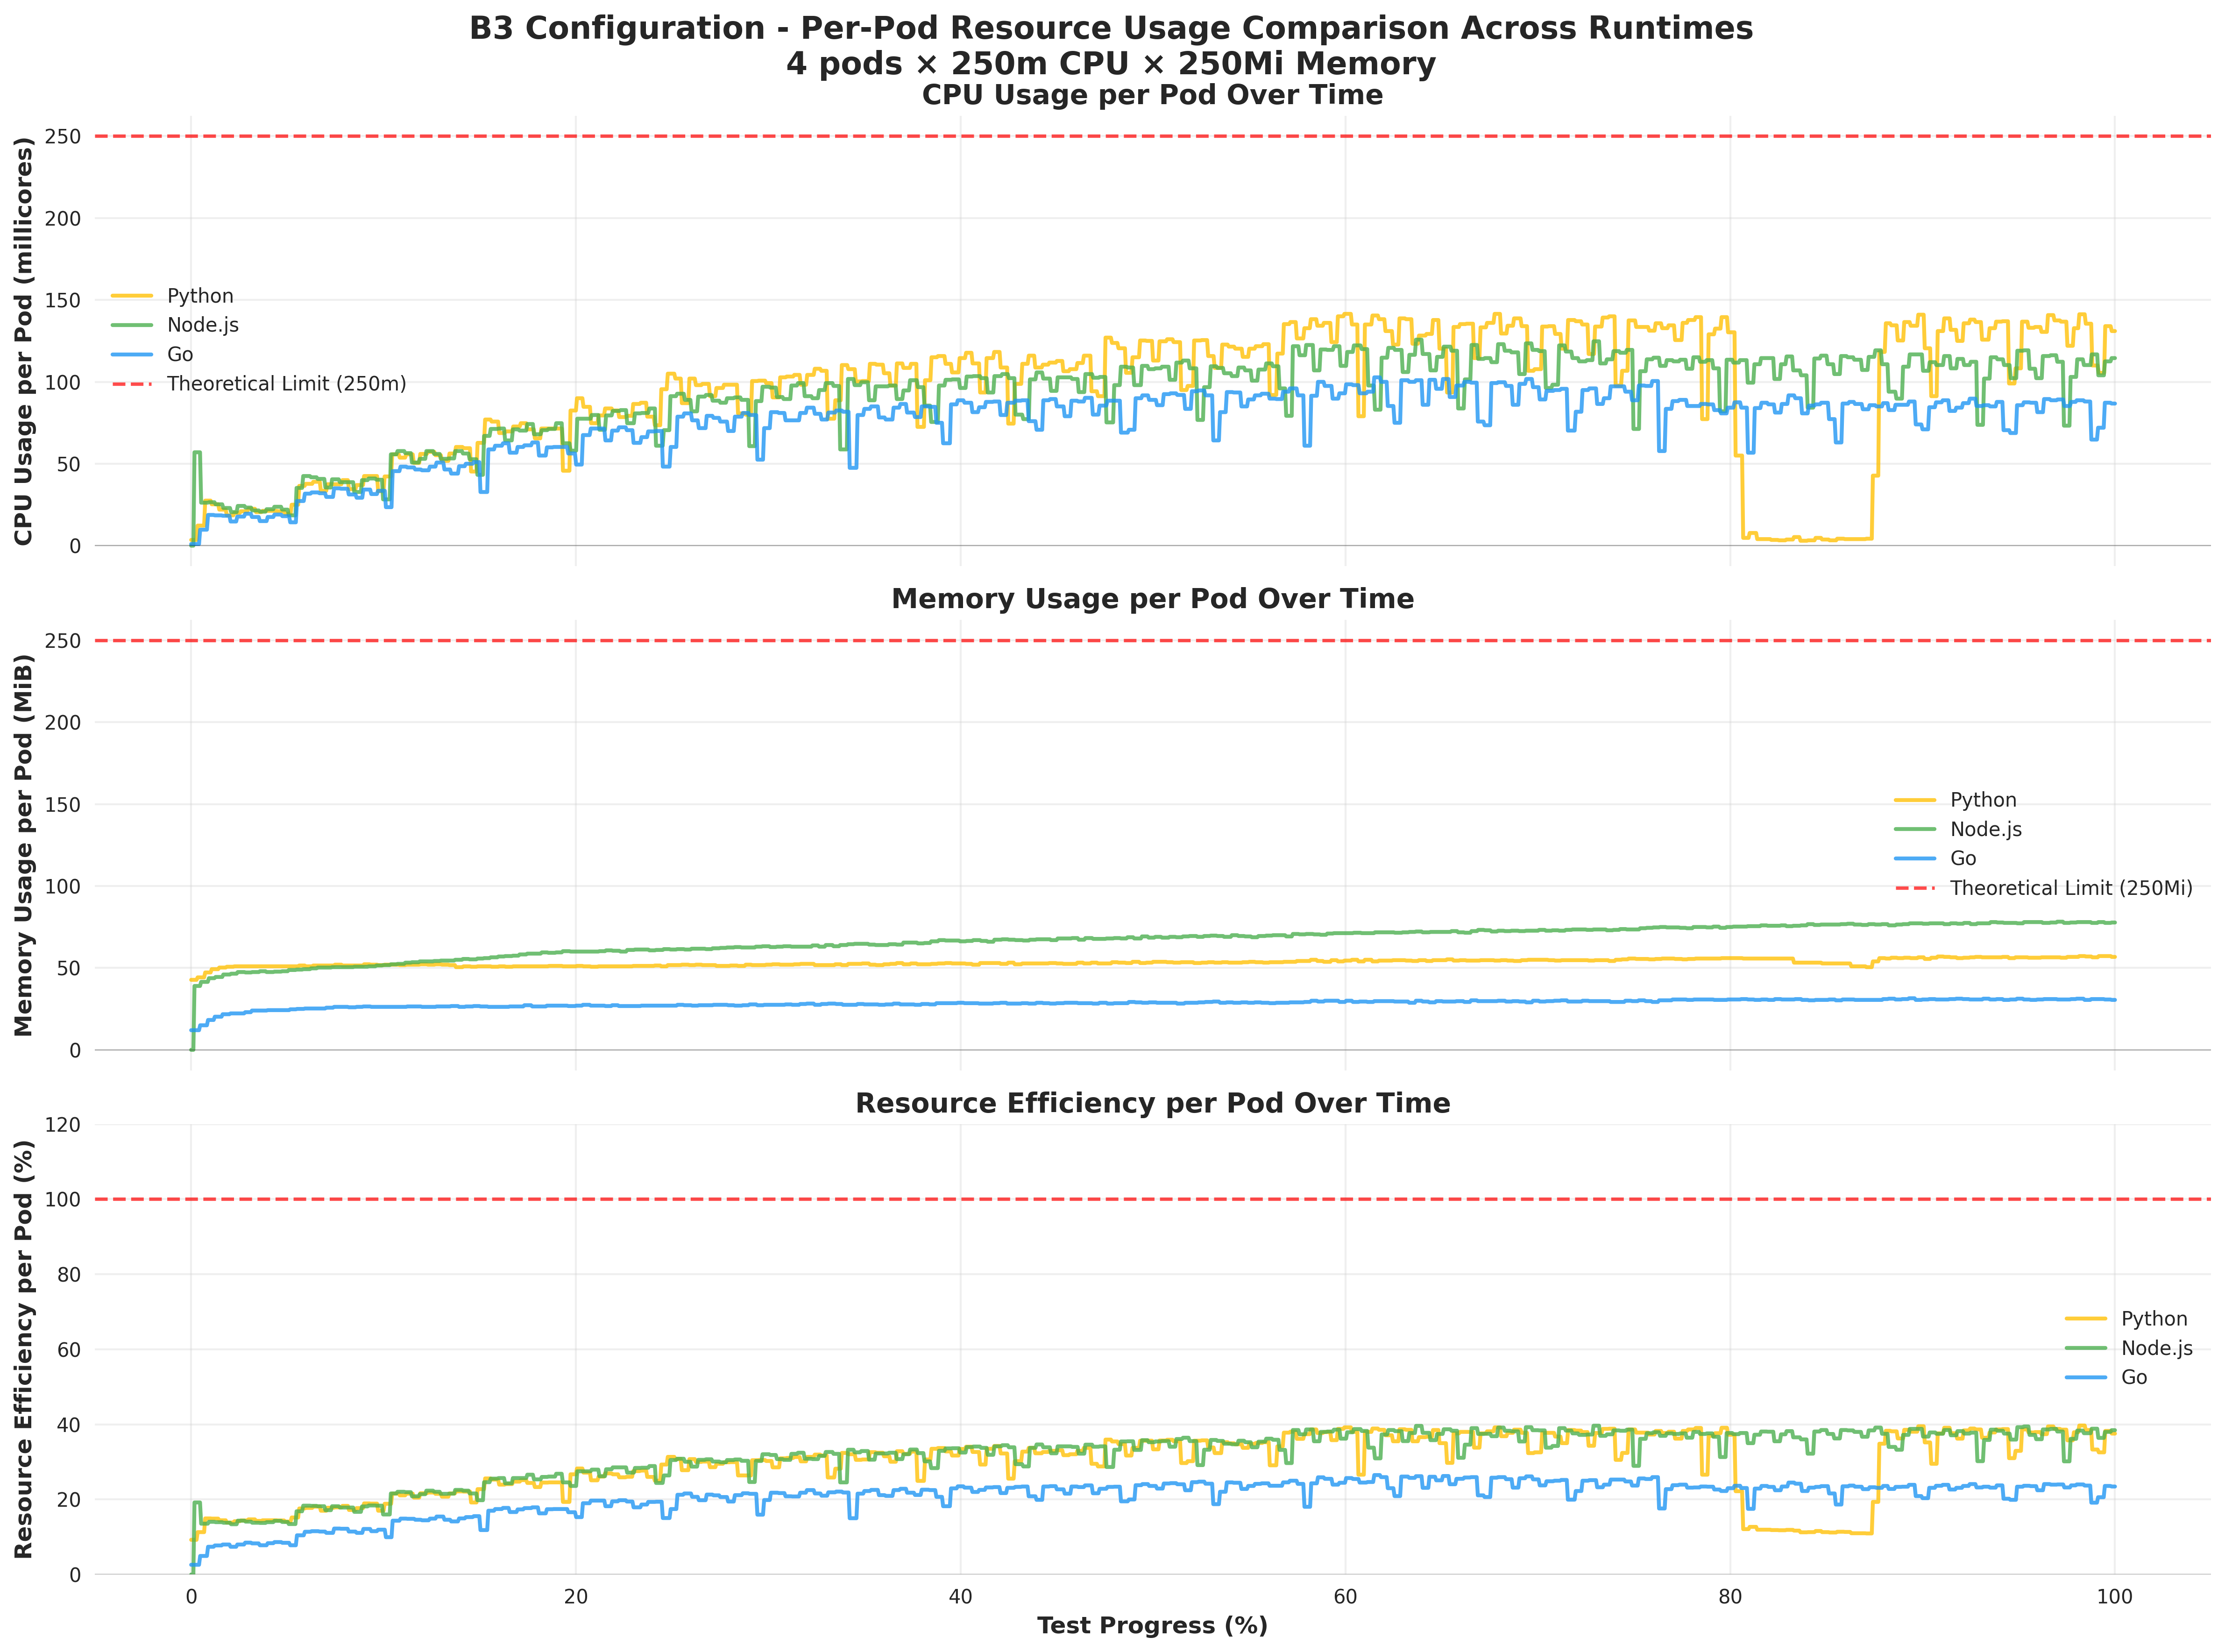 B3 Configuration - Per-Pod Resource Usage Comparison Across Runtimes
4 pods × 250m CPU × 250Mi Memory
CPU Usage per Pod Over Time
CPU Usage per Pod (millicores)
250
200
150
100
50
0
Python
Node.js
Go
Theoretical Limit (250m)
Memory Usage per Pod Over Time
Memory Usage per Pod (MiB)
250
200
150
100
50
0
Python
Node.js
Go
Theoretical Limit (250Mi)
Resource Efficiency per Pod Over Time
Resource Efficiency per Pod (%)
120
100
80
60
40
20
0
Python
Node.js
Go
0 20 40 60 80 100
Test Progress (%)